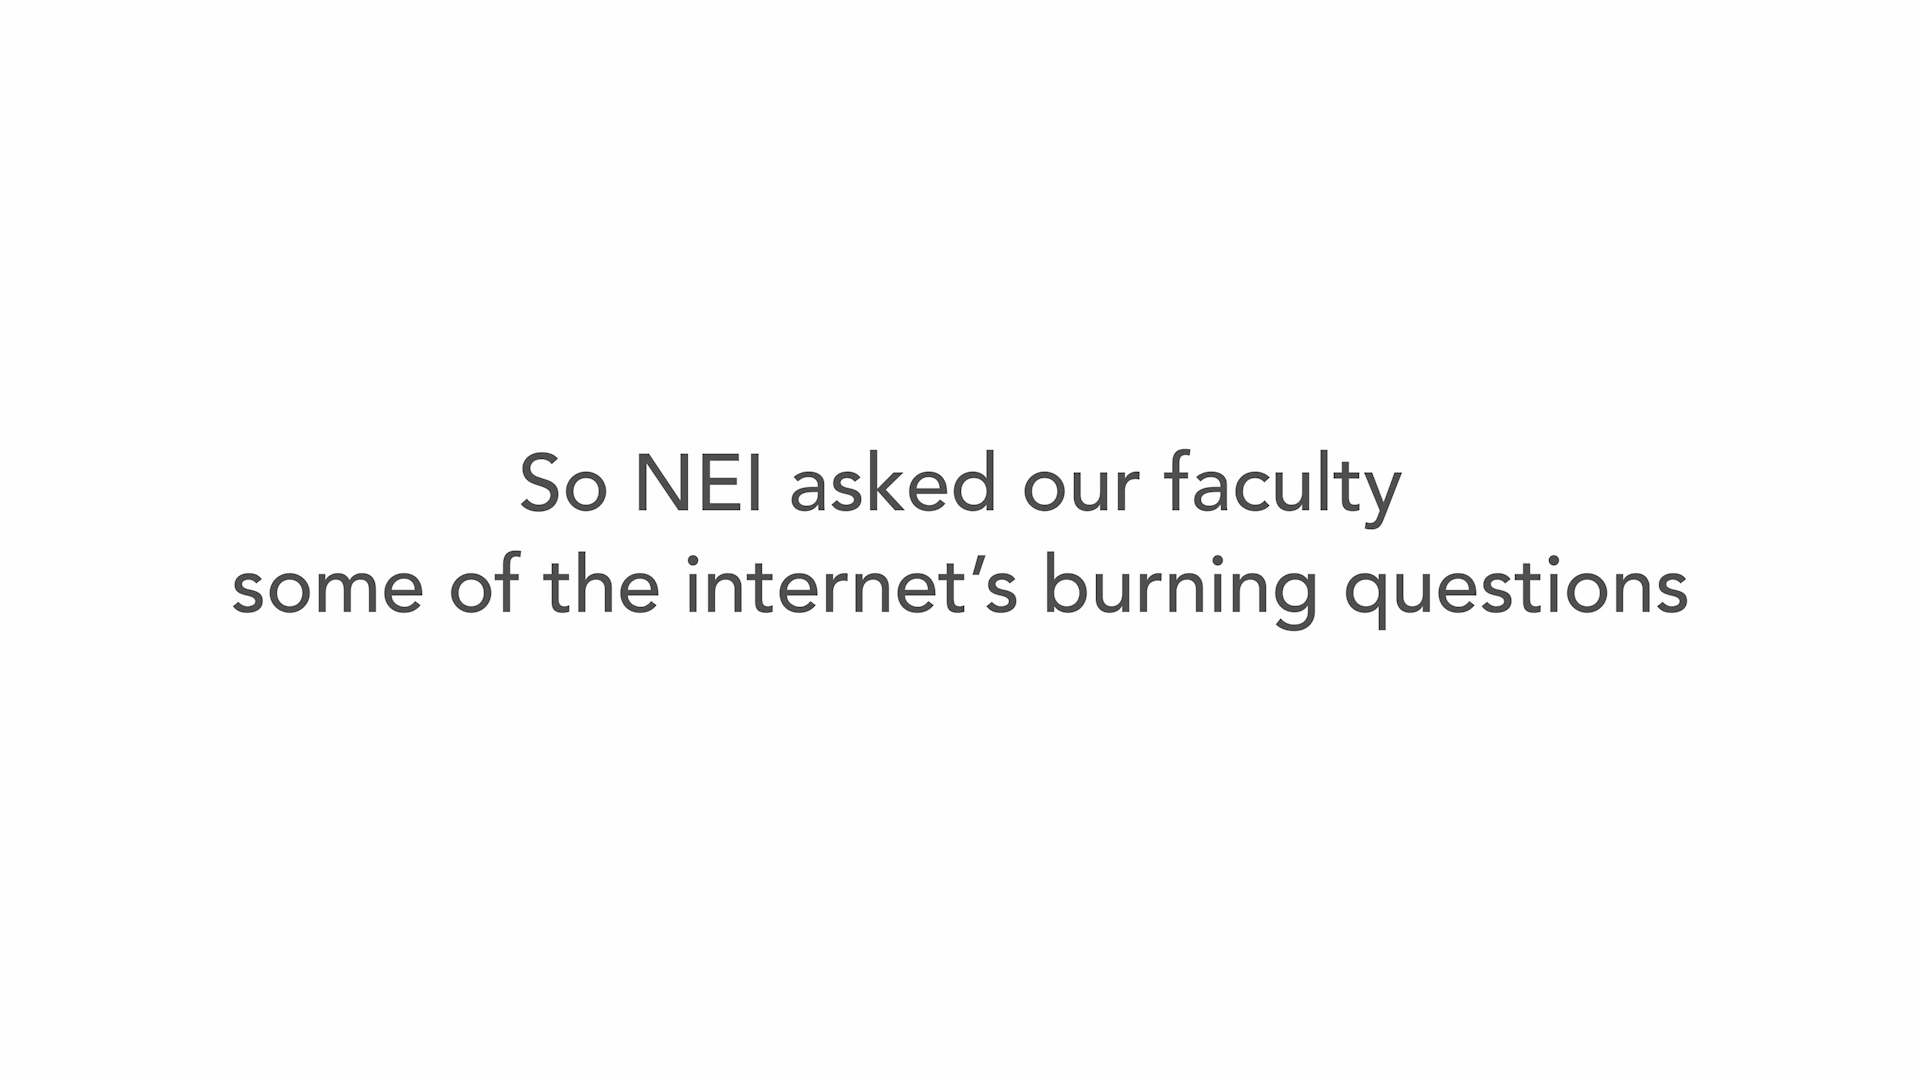 So NEI asked our faculty
some of the internet’s burning questions